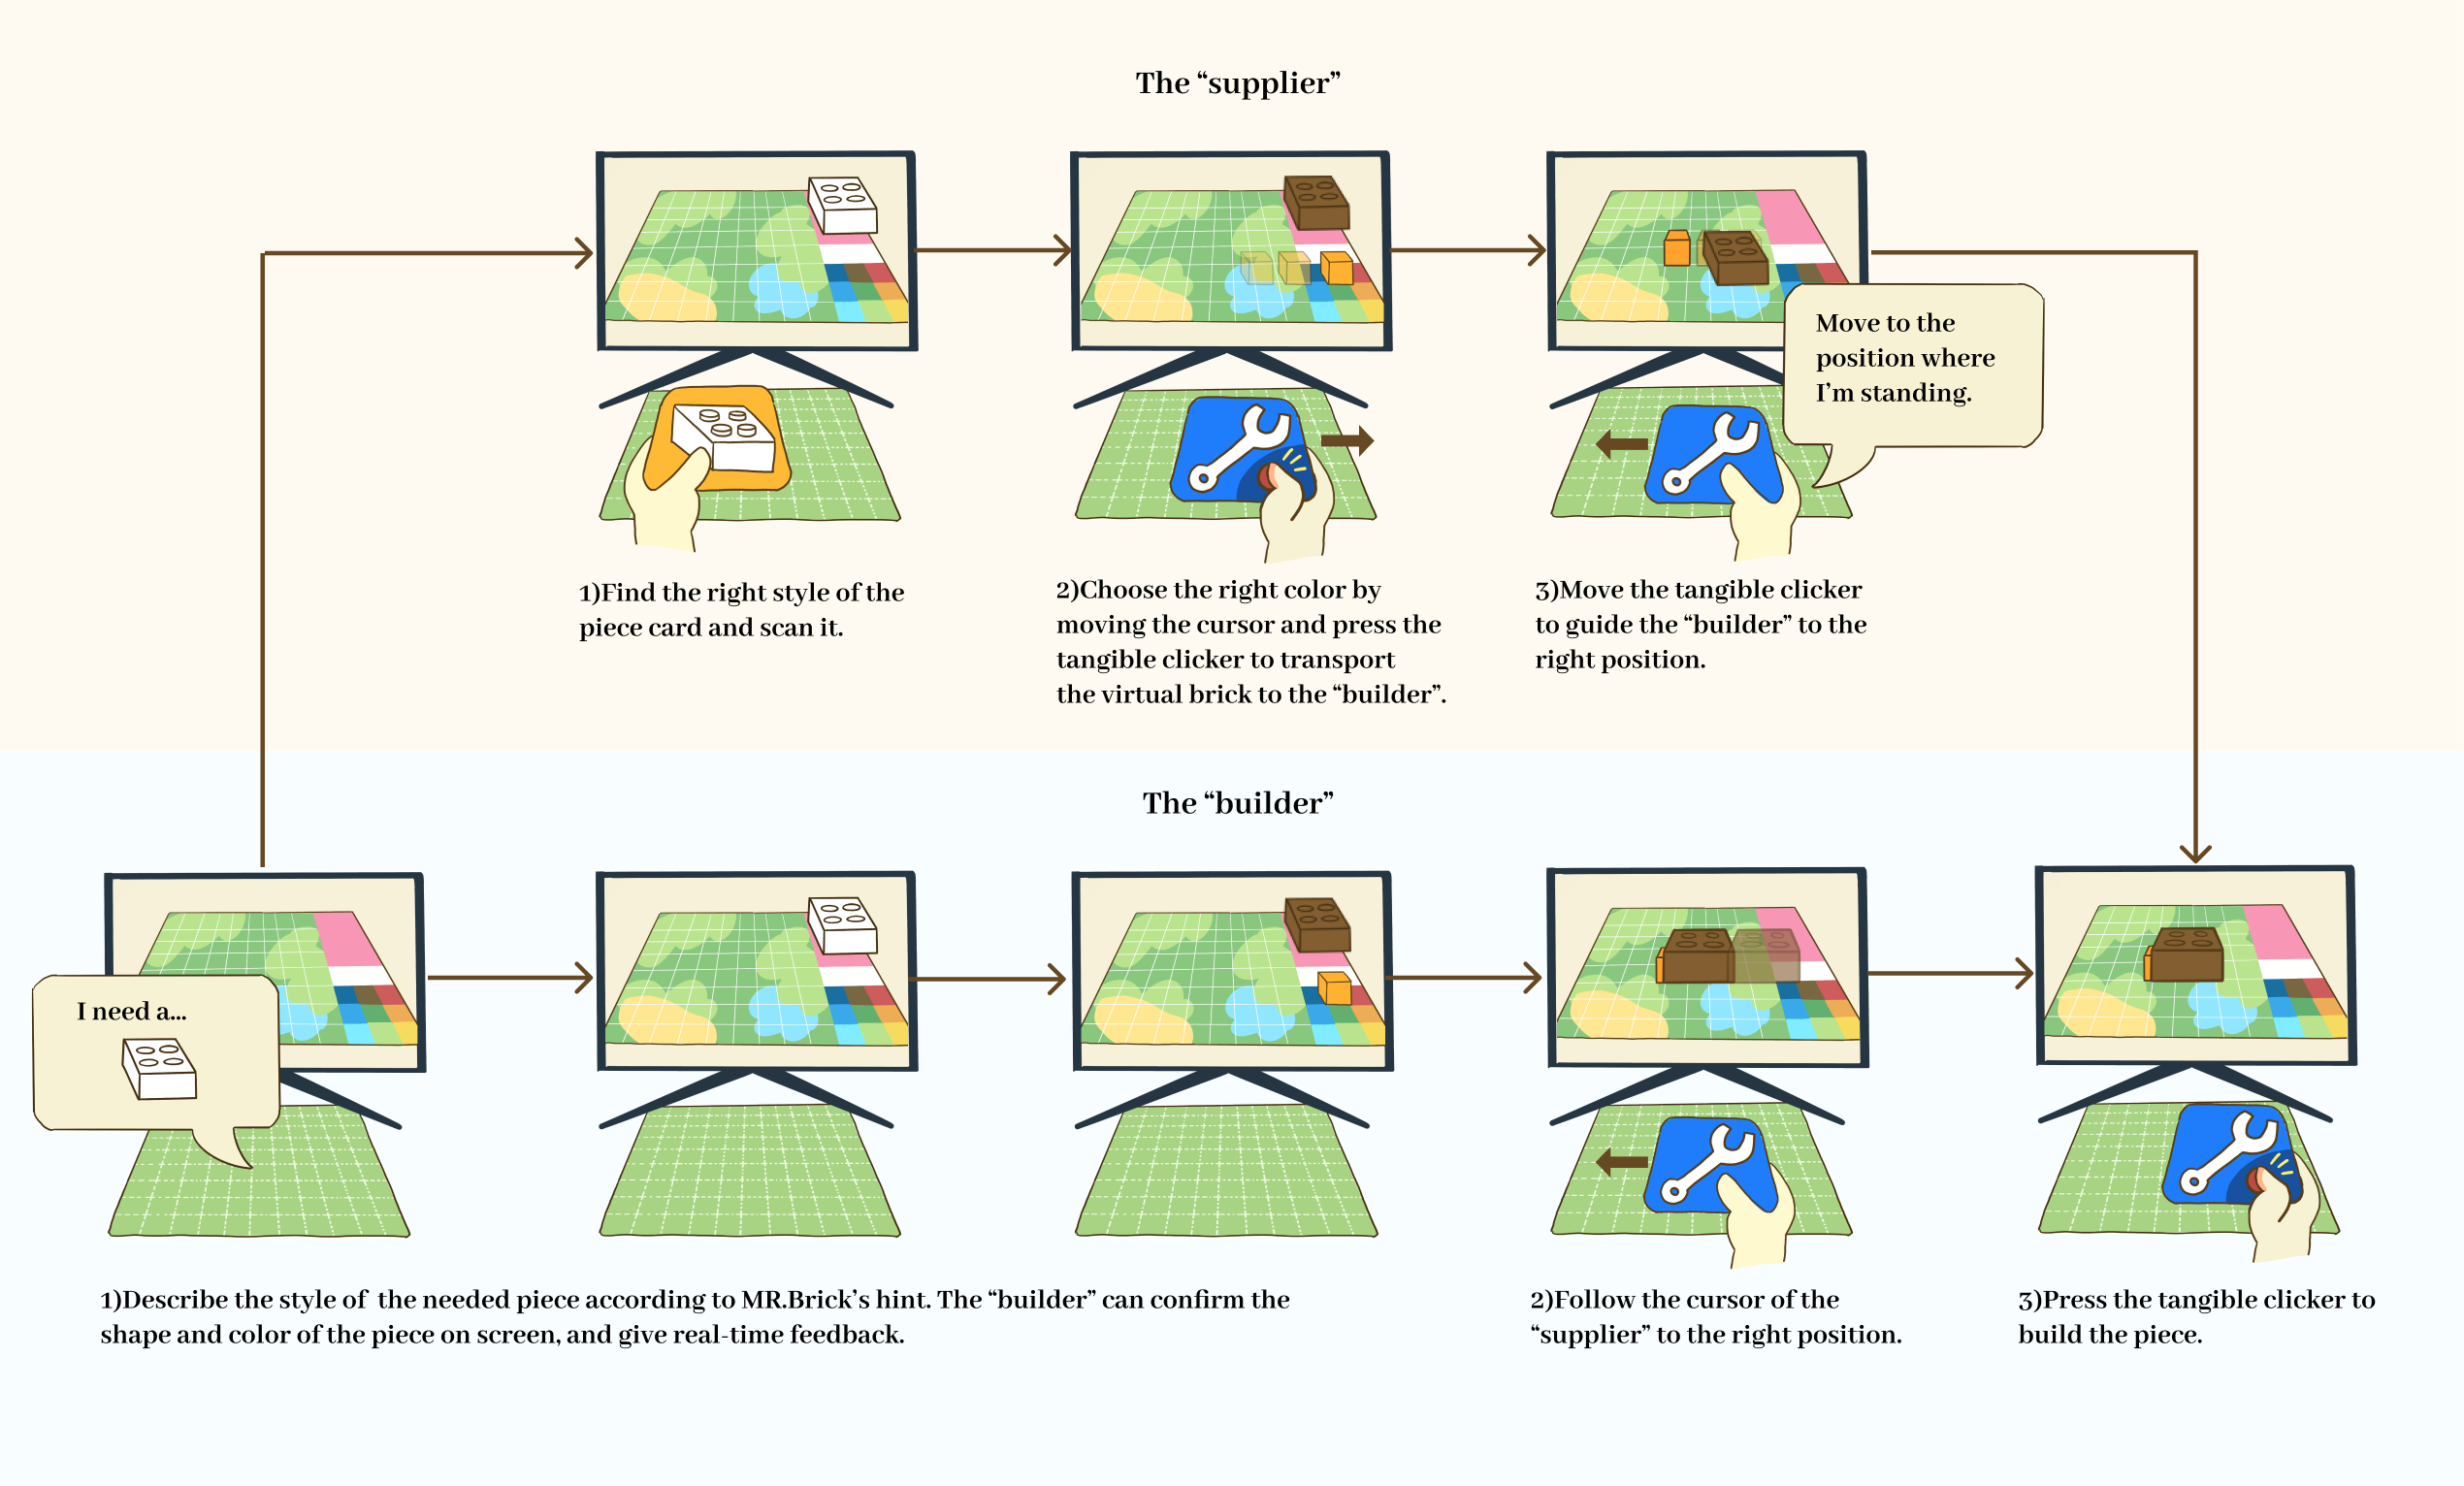 The “supplier”
Move to the
position where
I’m standing.
1)Find the right style of the
piece card and scan it.
2)Choose the right color by
moving the cursor and press the
tangible clicker to transport
the virtual brick to the “builder”.
3)Move the tangible clicker
to guide the “builder” to the
right position.
The “builder”
I need a...
1)Describe the style of the needed piece according to MR.Brick’s hint. The “builder” can confirm the
shape and color of the piece on screen, and give real-time feedback.
2)Follow the cursor of the
“supplier” to the right position.
3)Press the tangible clicker to
build the piece.